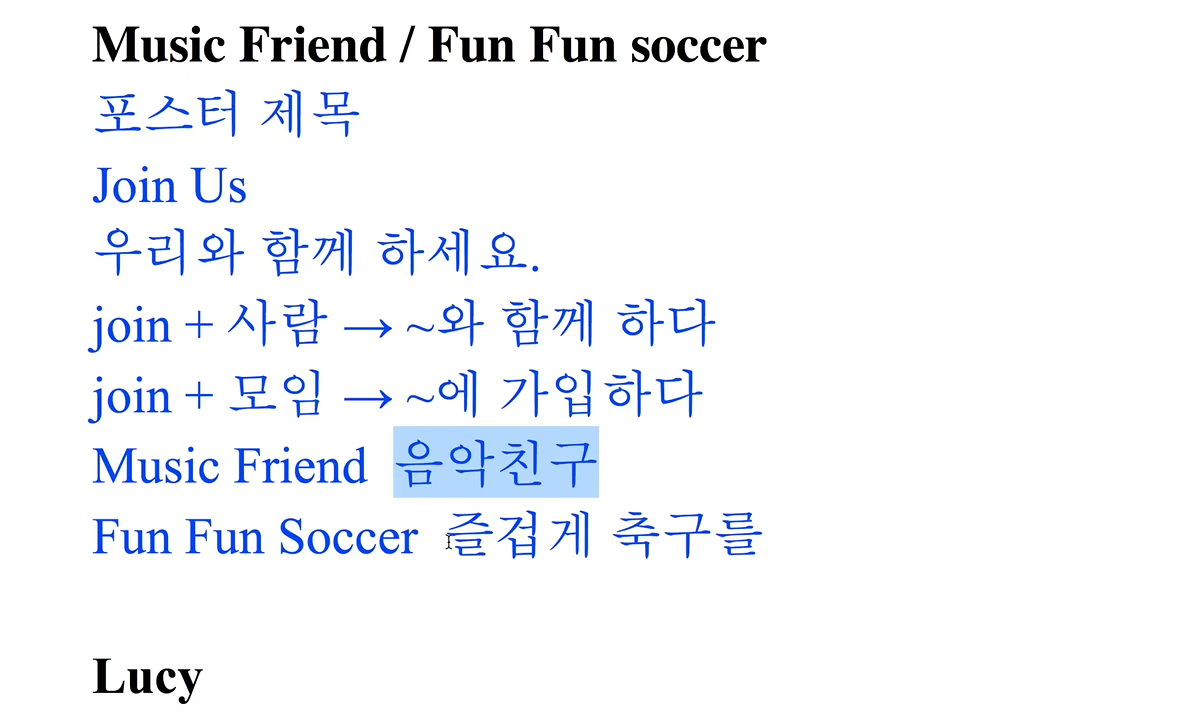 Music Friend / Fun Fun soccer
포스터 제목
Join Us
우리와 함께 하세요.
join + 사람 → ~와 함께 하다
join + 모임 → ~에 가입하다
Music Friend 음악친구
Fun Fun Soccer 즐겁게 축구를
Lucy